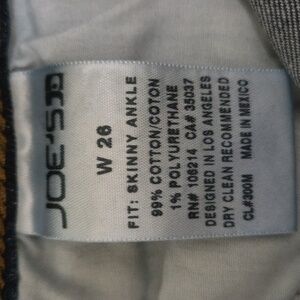 JOE'S
W 26
FIT: SKINNY ANKLE
99% COTTON/COTON
1% POLYURETHANE
RN# 106214 CA# 35037
DESIGNED IN LOS ANGELES
DRY CLEAN RECOMMENDED
CL#300M MADE IN MEXICO